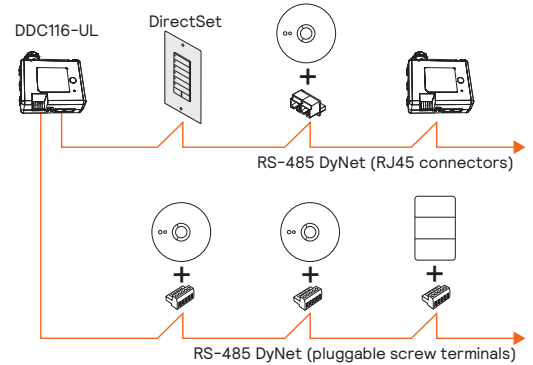 DDC116-UL
DirectSet
+
RS-485 DyNet (RJ45 connectors)
+ + +
RS-485 DyNet (pluggable screw terminals)